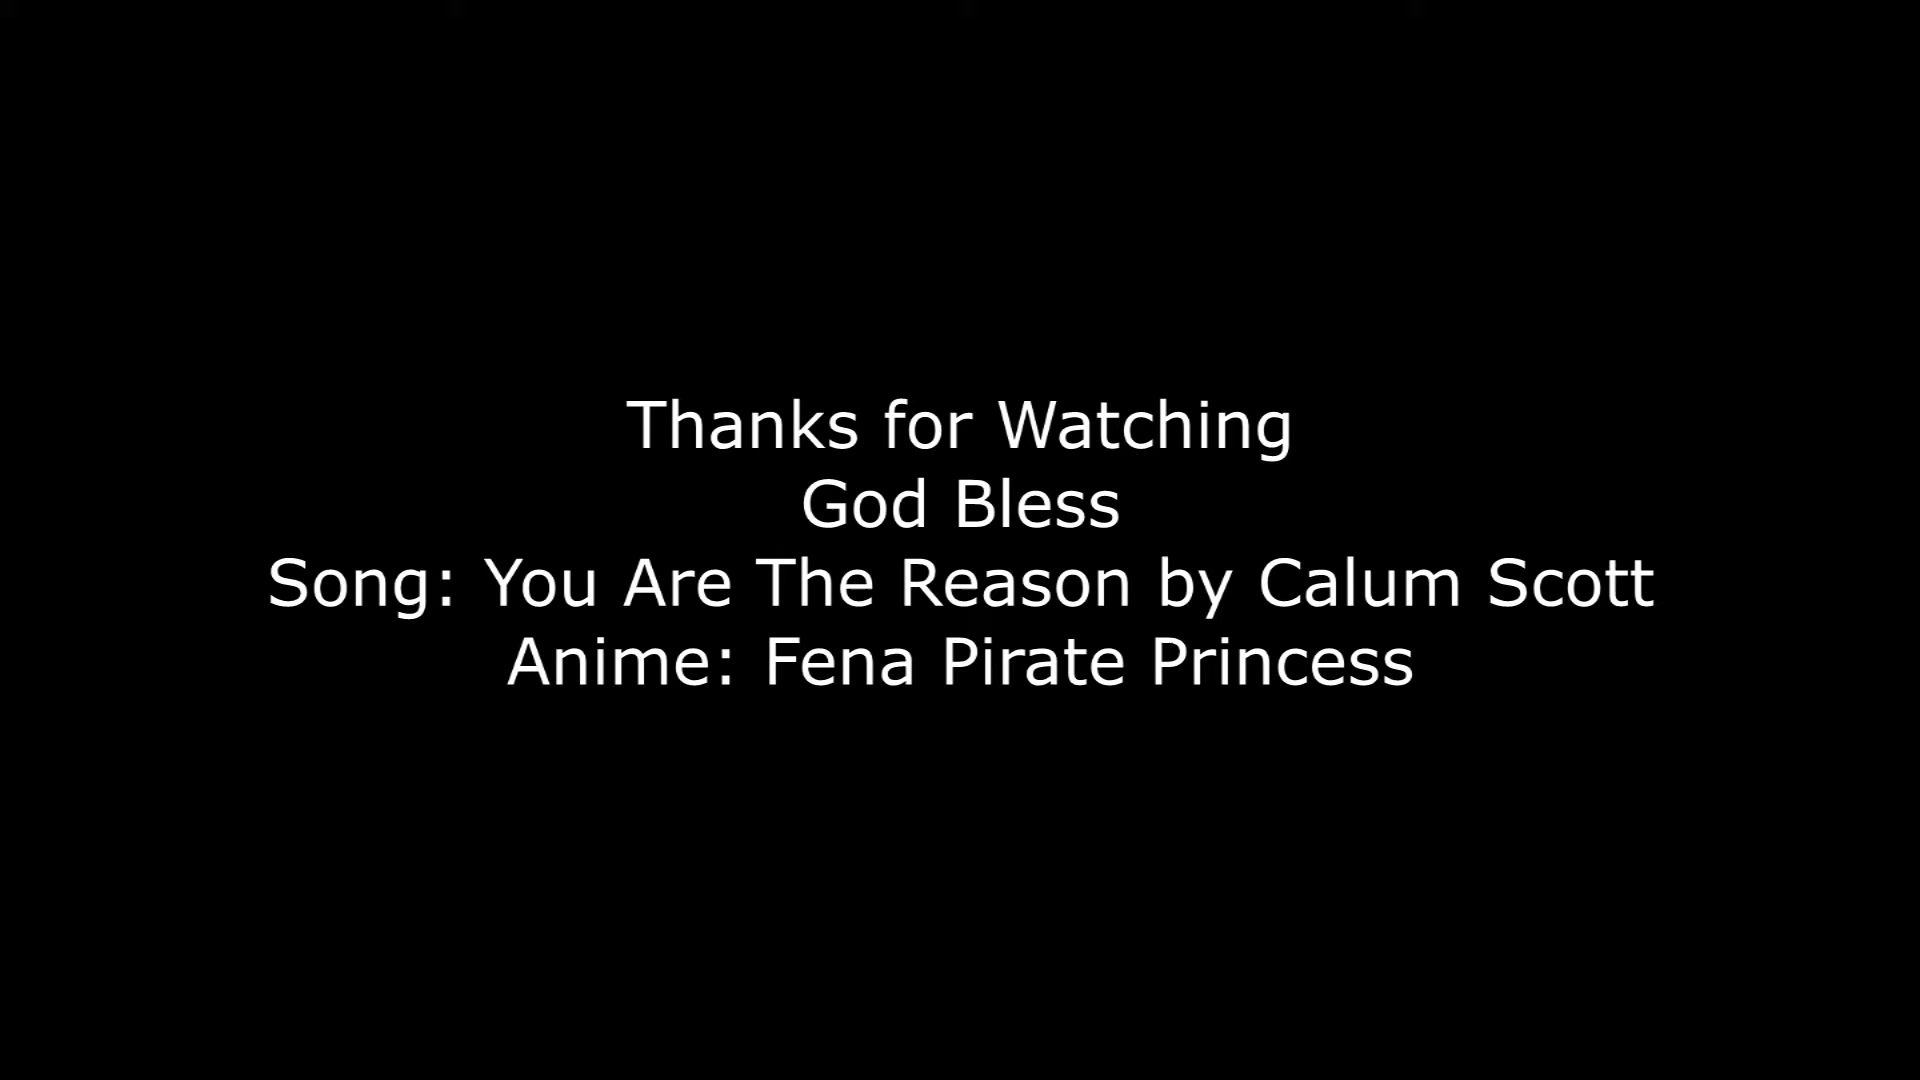 Thanks for Watching
God Bless
Song: You Are The Reason by Calum Scott
Anime: Fena Pirate Princess